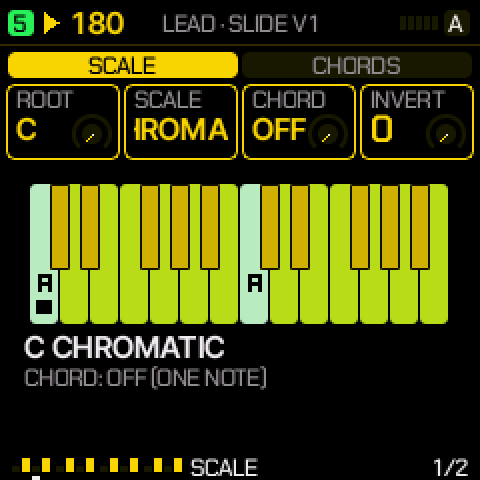 5 180 LEAD · SLIDE V1 A
SCALE CHORDS
ROOT SCALE CHORD INVERT
C HROMA OFF 0
A A
C CHROMATIC
CHORD: OFF (ONE NOTE)
SCALE 1/2